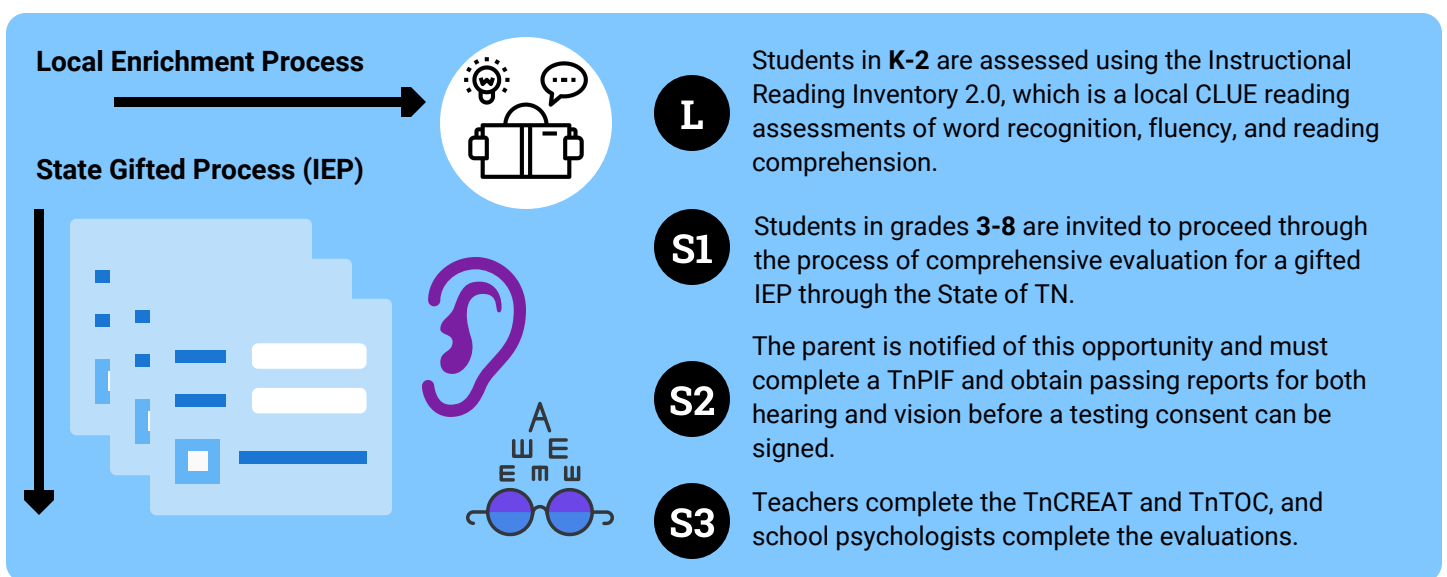 Local Enrichment Process
State Gifted Process (IEP)
A
E
E
L
Students in K-2 are assessed using the Instructional
Reading Inventory 2.0, which is a local CLUE reading
assessments of word recognition, fluency, and reading
comprehension.
S1
Students in grades 3-8 are invited to proceed through
the process of comprehensive evaluation for a gifted
IEP through the State of TN.
S2
The parent is notified of this opportunity and must
complete a TnPIF and obtain passing reports for both
hearing and vision before a testing consent can be
signed.
S3
Teachers complete the TnCREAT and TnTOC, and
school psychologists complete the evaluations.